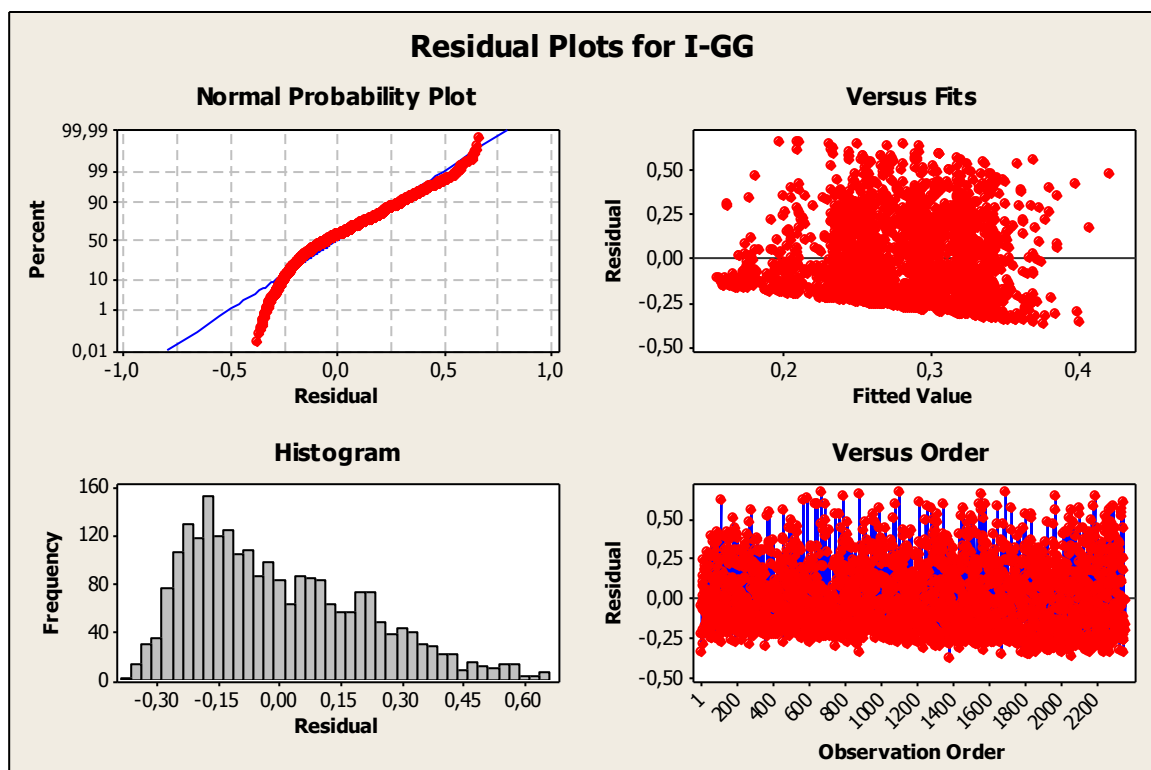 Residual Plots for I-GG
Normal Probability Plot
99,99
99
90
50
10
1
0,01
Percent
-1,0 -0,5 0,0 0,5 1,0
Residual
Versus Fits
0,50
0,25
0,00
-0,25
-0,50
Residual
0,2 0,3 0,4
Fitted Value
Histogram
160
120
80
40
0
Frequency
-0,30 -0,15 0,00 0,15 0,30 0,45 0,60
Residual
Versus Order
0,50
0,25
0,00
-0,25
-0,50
Residual
1 200 400 600 800 1000 1200 1400 1600 1800 2000 2200
Observation Order